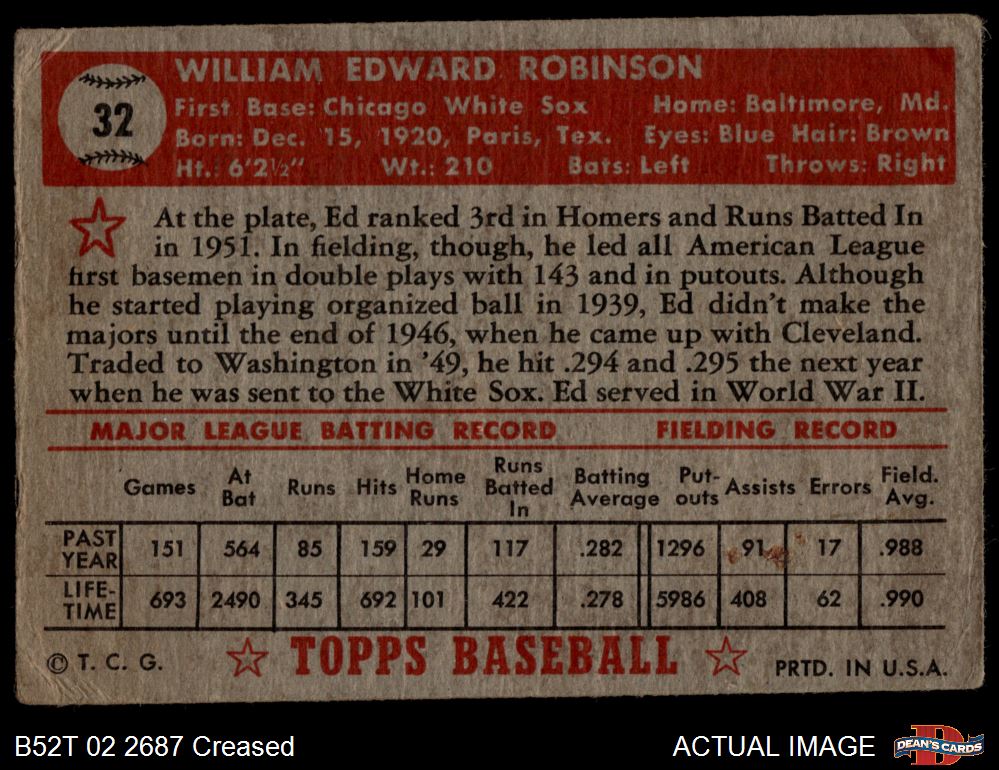 32
WILLIAM EDWARD ROBINSON
First Base: Chicago White Sox Home: Baltimore, Md.
Born: Dec. 15, 1920, Paris, Tex. Eyes: Blue Hair: Brown
Ht.: 6'2½" Wt.: 210 Bats: Left Throws: Right
At the plate, Ed ranked 3rd in Homers and Runs Batted In
in 1951. In fielding, though, he led all American League
first basemen in double plays with 143 and in putouts. Although
he started playing organized ball in 1939, Ed didn't make the
majors until the end of 1946, when he came up with Cleveland.
Traded to Washington in '49, he hit .294 and .295 the next year
when he was sent to the White Sox. Ed served in World War II.
MAJOR LEAGUE BATTING RECORD FIELDING RECORD
Games At Bat Runs Hits Home Runs Runs Batted In Batting Average Put-outs Assists Errors Field. Avg.
PAST YEAR 151 564 85 159 29 117 .282 1296 91 17 .988
LIFE-TIME 693 2490 345 692 101 422 .278 5986 408 62 .990
© T. C. G. TOPPS BASEBALL PRTD. IN U.S.A.
B52T 02 2687 Creased ACTUAL IMAGE DEAN'S CARDS